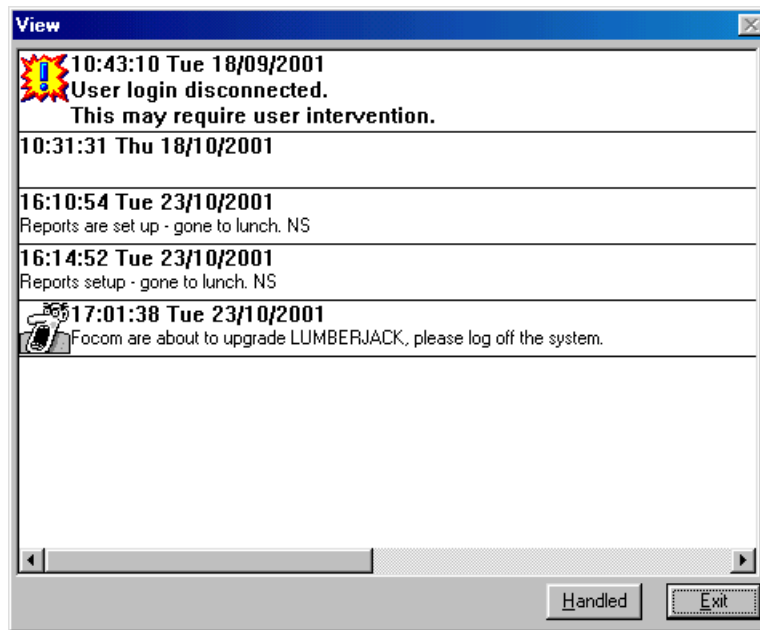 View
10:43:10 Tue 18/09/2001
User login disconnected.
This may require user intervention.
10:31:31 Thu 18/10/2001
16:10:54 Tue 23/10/2001
Reports are set up - gone to lunch. NS
16:14:52 Tue 23/10/2001
Reports setup - gone to lunch. NS
17:01:38 Tue 23/10/2001
Focom are about to upgrade LUMBERJACK, please log off the system.
Handled
Exit